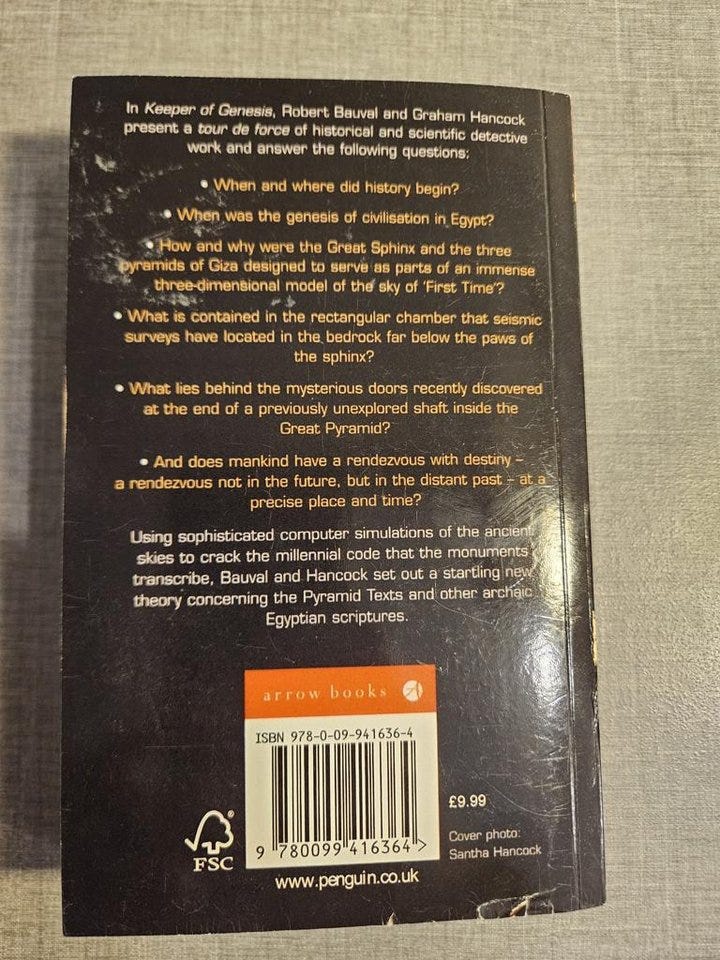 In Keeper of Genesis, Robert Bauval and Graham Hancock
present a tour de force of historical and scientific detective
work and answer the following questions:
• When and where did history begin?
• When was the genesis of civilisation in Egypt?
• How and why were the Great Sphinx and the three
pyramids of Giza designed to serve as parts of an immense
three-dimensional model of the sky of 'First Time'?
• What is contained in the rectangular chamber that seismic
surveys have located in the bedrock far below the paws of
the sphinx?
• What lies behind the mysterious doors recently discovered
at the end of a previously unexplored shaft inside the
Great Pyramid?
• And does mankind have a rendezvous with destiny –
a rendezvous not in the future, but in the distant past – at a
precise place and time?
Using sophisticated computer simulations of the ancient
skies to crack the millennial code that the monuments
transcribe, Bauval and Hancock set out a startling new
theory concerning the Pyramid Texts and other archaic
Egyptian scriptures.
arrow books
ISBN 978-0-09-941636-4
9 780099 416364 >
£9.99
Cover photo:
Santha Hancock
®
FSC
www.penguin.co.uk